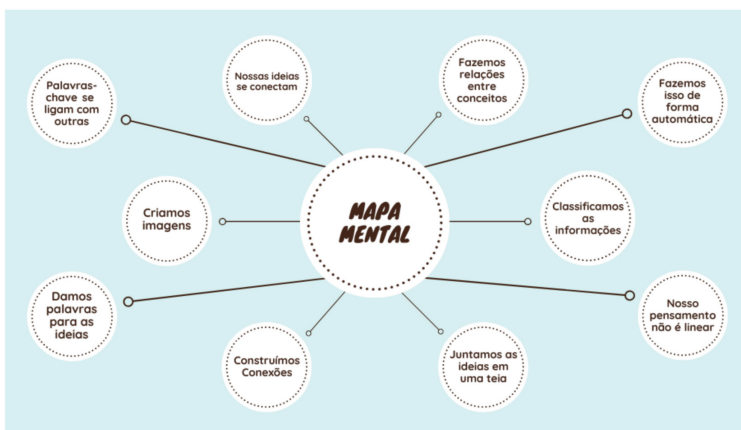 Palavras-
chave se
ligam com
outras
Nossas ideias
se conectam
Fazemos
relações
entre
conceitos
Fazemos
isso de
forma
automática
Criamos
imagens
MAPA
MENTAL
Classificamos
as
informações
Damos
palavras
para as
ideias
Construímos
Conexões
Juntamos as
ideias em
uma teia
Nosso
pensamento
não é linear